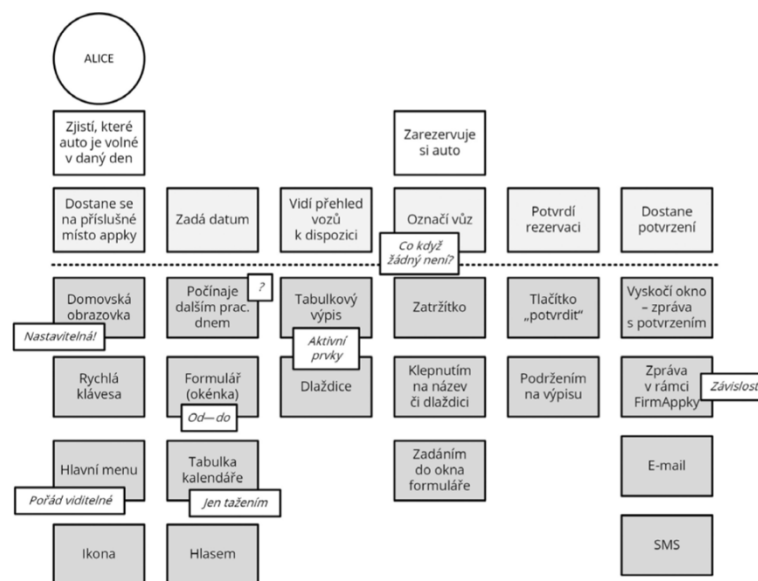 ALICE
Zjistí, které
auto je volné
v daný den
Zarezervuje
si auto
Dostane se
na příslušné
místo appky
Zadá datum
Vidí přehled
vozů
k dispozici
Označí vůz
Potvrdí
rezervaci
Dostane
potvrzení
Co když
žádný není?
Domovská
obrazovka
Nastavitelná!
Počínaje
dalším prac.
dnem
?
Tabulkový
výpis
Aktívní
prvky
Zatržítko
Tlačítko
„potvrdit“
Vyskočí okno
– zpráva
s potvrzením
Rychlá
klávesa
Formulář
(okénka)
Od—do
Dlaždice
Klepnutím
na název
či dlaždici
Podržením
na výpisu
Zpráva
v rámci
FirmAppky
Závislost
Hlavní menu
Pořád viditelné
Tabulka
kalendáře
Jen tažením
Zadáním
do okna
formuláře
E-mail
Ikona
Hlasem
SMS